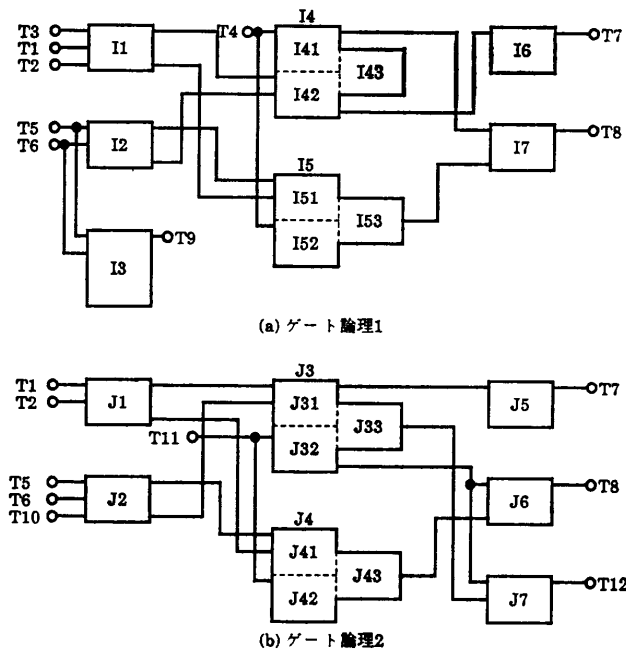 T3
T1
T2
I1
T4
I4
I41
I42
I43
I6
T7
T5
T6
I2
I7
T8
I5
I51
I52
I53
I3
T9
(a) ゲート論理1
T1
T2
J1
J3
J31
J32
J33
J5
T7
T11
T5
T6
T10
J2
J6
T8
J4
J41
J42
J43
J7
T12
(b) ゲート論理2